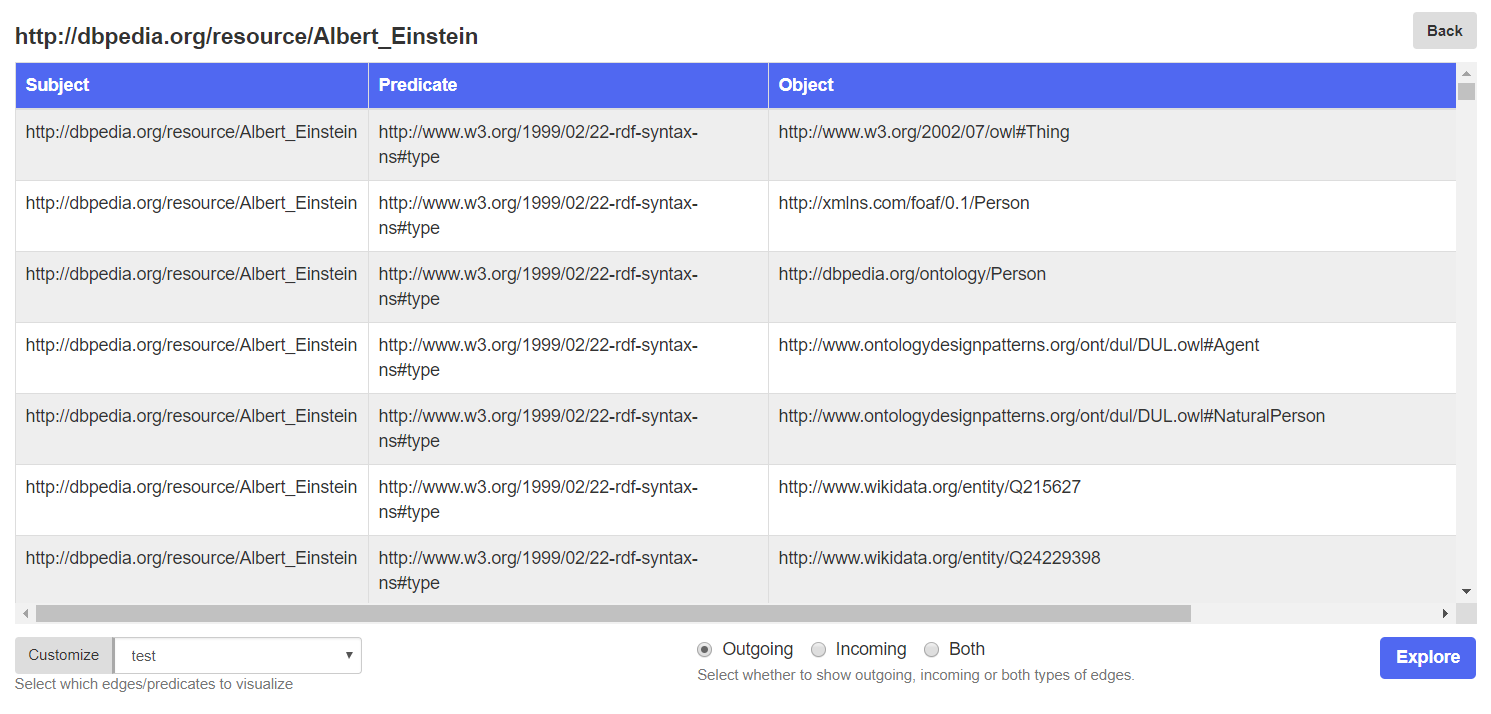 http://dbpedia.org/resource/Albert_Einstein
Back
Subject Predicate Object
http://dbpedia.org/resource/Albert_Einstein http://www.w3.org/1999/02/22-rdf-syntax- http://www.w3.org/2002/07/owl#Thing
ns#type
http://dbpedia.org/resource/Albert_Einstein http://www.w3.org/1999/02/22-rdf-syntax- http://xmlns.com/foaf/0.1/Person
ns#type
http://dbpedia.org/resource/Albert_Einstein http://www.w3.org/1999/02/22-rdf-syntax- http://dbpedia.org/ontology/Person
ns#type
http://dbpedia.org/resource/Albert_Einstein http://www.w3.org/1999/02/22-rdf-syntax- http://www.ontologydesignpatterns.org/ont/dul/DUL.owl#Agent
ns#type
http://dbpedia.org/resource/Albert_Einstein http://www.w3.org/1999/02/22-rdf-syntax- http://www.ontologydesignpatterns.org/ont/dul/DUL.owl#NaturalPerson
ns#type
http://dbpedia.org/resource/Albert_Einstein http://www.w3.org/1999/02/22-rdf-syntax- http://www.wikidata.org/entity/Q215627
ns#type
http://dbpedia.org/resource/Albert_Einstein http://www.w3.org/1999/02/22-rdf-syntax- http://www.wikidata.org/entity/Q24229398
ns#type
Customize test
Select which edges/predicates to visualize
Outgoing Incoming Both
Select whether to show outgoing, incoming or both types of edges.
Explore